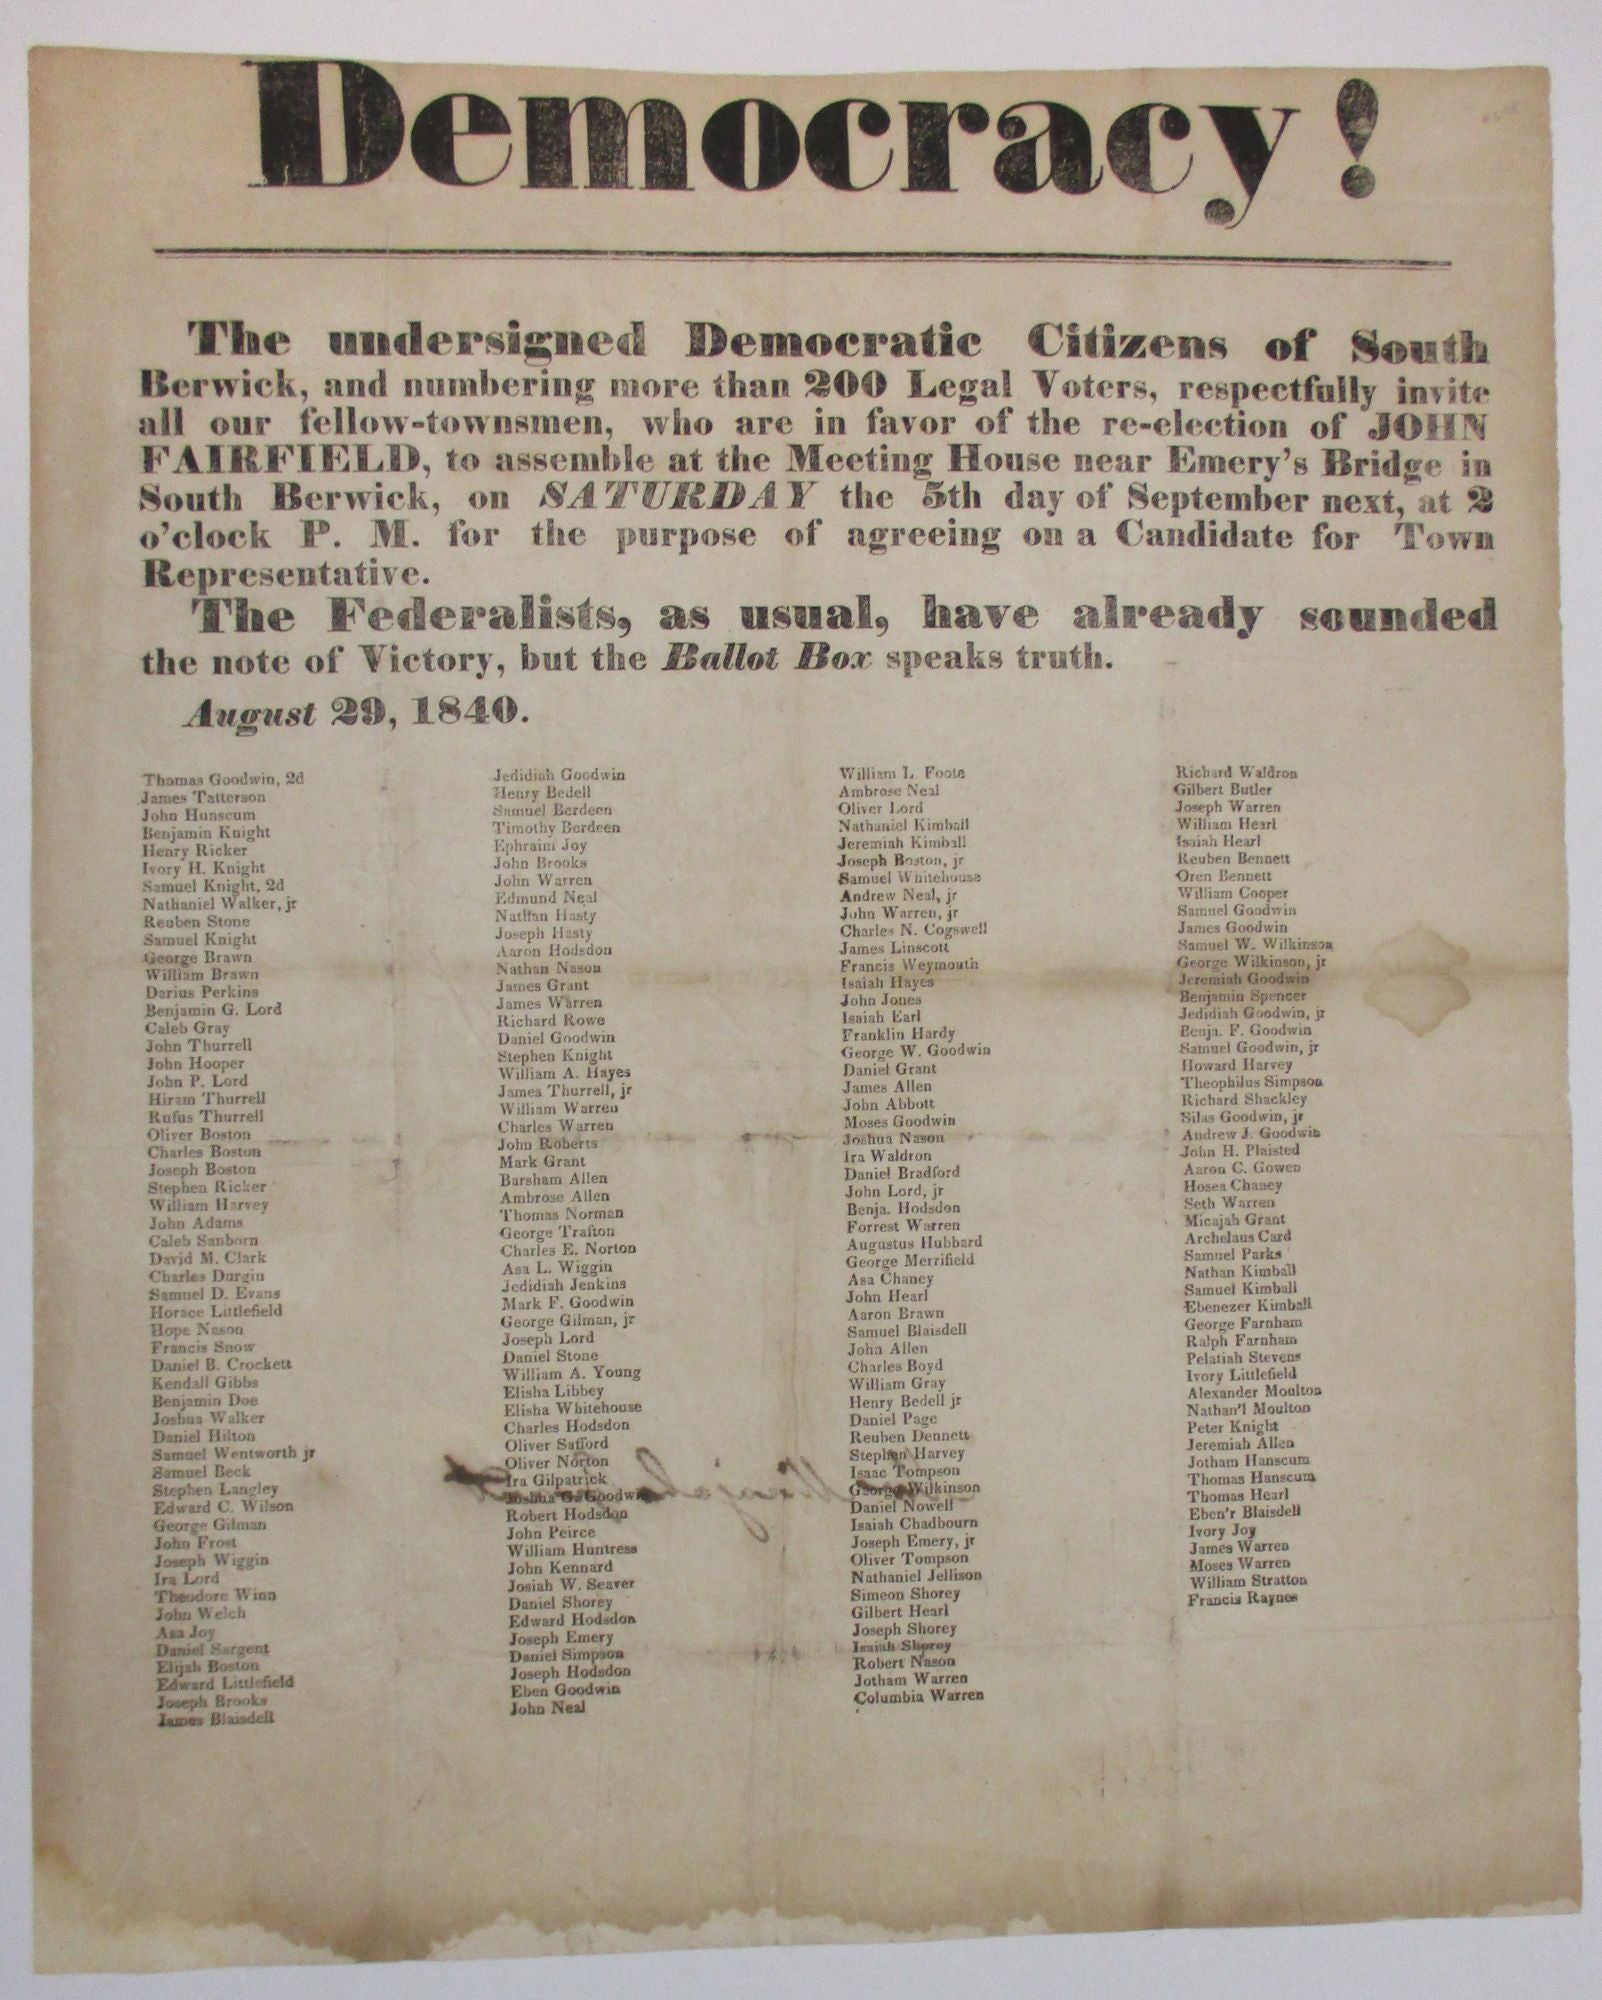 Democracy!
The undersigned Democratic Citizens of South
Berwick, and numbering more than 200 Legal Voters, respectfully invite
all our fellow-townsmen, who are in favor of the re-election of JOHN
FAIRFIELD, to assemble at the Meeting House near Emery's Bridge in
South Berwick, on SATURDAY the 5th day of September next, at 2
o'clock P. M. for the purpose of agreeing on a Candidate for Town
Representative.
The Federalists, as usual, have already sounded
the note of Victory, but the Ballot Box speaks truth.
August 29, 1840.
Thomas Goodwin, 2d
James Tatterson
John Hunscum
Benjamin Knight
Henry Ricker
Ivory H. Knight
Samuel Knight, 2d
Nathaniel Walker, jr
Reuben Stone
Samuel Knight
George Brawn
William Brawn
Darius Perkins
Benjamin G. Lord
Caleb Gray
John Thurrell
John Hooper
John P. Lord
Hiram Thurrell
Rufus Thurrell
Oliver Boston
Charles Boston
Joseph Boston
Stephen Ricker
William Harvey
John Adams
Caleb Sanborn
David M. Clark
Charles Durgin
Samuel D. Evans
Horace Littlefield
Hope Nason
Francis Snow
Daniel B. Crockett
Kendall Gibbs
Benjamin Doe
Joshua Walker
Daniel Hilton
Samuel Wentworth jr
Samuel Beck
Stephen Langley
Edward C. Wilson
George Gilman
John Frost
Joseph Wiggin
Ira Lord
Theodore Winn
John Welch
Asa Joy
Daniel Sargent
Elijah Boston
Edward Littlefield
Joseph Brooks
James Blaisdell
Jedidiah Goodwin
Henry Bedell
Samuel Berdeen
Timothy Berdeen
Ephraim Joy
John Brooks
John Warren
Edmund Neal
Nathan Hasty
Joseph Hasty
Aaron Hodsdon
Nathan Nason
James Grant
James Warren
Richard Rowe
Daniel Goodwin
Stephen Knight
William A. Hayes
James Thurrell, jr
William Warren
Charles Warren
John Roberts
Mark Grant
Barsham Allen
Ambrose Allen
Thomas Norman
George Trafton
Charles E. Norton
Asa L. Wiggin
Jedidiah Jenkins
Mark F. Goodwin
George Gilman, jr
Joseph Lord
Daniel Stone
William A. Young
Elisha Libbey
Elisha Whitehouse
Charles Hodsdon
Oliver Safford
Oliver Norton
Ira Gilpatrick
Joshua G. Goodwin
Robert Hodsdon
John Peirce
William Huntress
John Kennard
Josiah W. Seaver
Daniel Shorey
Edward Hodsdon
Joseph Emery
Daniel Simpson
Joseph Hodsdon
Eben Goodwin
John Neal
William L. Foote
Ambrose Neal
Oliver Lord
Nathaniel Kimball
Jeremiah Kimball
Joseph Boston, jr
Samuel Whitehouse
Andrew Neal, jr
John Warren, jr
Charles N. Cogswell
James Linscott
Francis Weymouth
Isaiah Hayes
John Jones
Isaiah Earl
Franklin Hardy
George W. Goodwin
Daniel Grant
James Allen
John Abbott
Moses Goodwin
Joshua Nason
Ira Waldron
Daniel Bradford
John Lord, jr
Benja. Hodsdon
Forrest Warren
Augustus Hubbard
George Merrifield
Asa Chaney
John Hearl
Aaron Brawn
Samuel Blaisdell
John Allen
Charles Boyd
William Gray
Henry Bedell jr
Daniel Page
Reuben Dennett
Stephen Harvey
Isaac Tompson
George Wilkinson
Daniel Nowell
Isaiah Chadbourn
Joseph Emery, jr
Oliver Tompson
Nathaniel Jellison
Simeon Shorey
Gilbert Hearl
Joseph Shorey
Isaiah Shorey
Robert Nason
Jotham Warren
Columbia Warren
Richard Waldron
Gilbert Butler
Joseph Warren
William Hearl
Isaiah Hearl
Reuben Bennett
Oren Bennett
William Cooper
Samuel Goodwin
James Goodwin
Samuel W. Wilkinson
George Wilkinson, jr
Jeremiah Goodwin
Benjamin Spencer
Jedidiah Goodwin, jr
Benja. F. Goodwin
Samuel Goodwin, jr
Howard Harvey
Theophilus Simpson
Richard Shackley
Silas Goodwin, jr
Andrew J. Goodwin
John H. Plaisted
Aaron C. Gowen
Hosea Chaney
Seth Warren
Micajah Grant
Archelaus Card
Samuel Parks
Nathan Kimball
Samuel Kimball
Ebenezer Kimball
George Farnham
Ralph Farnham
Pelatiah Stevens
Ivory Littlefield
Alexander Moulton
Nathan'l Moulton
Peter Knight
Jeremiah Allen
Jotham Hanscum
Thomas Hanscum
Thomas Hearl
Eben'r Blaisdell
Ivory Joy
James Warren
Moses Warren
William Stratton
Francis Raynes